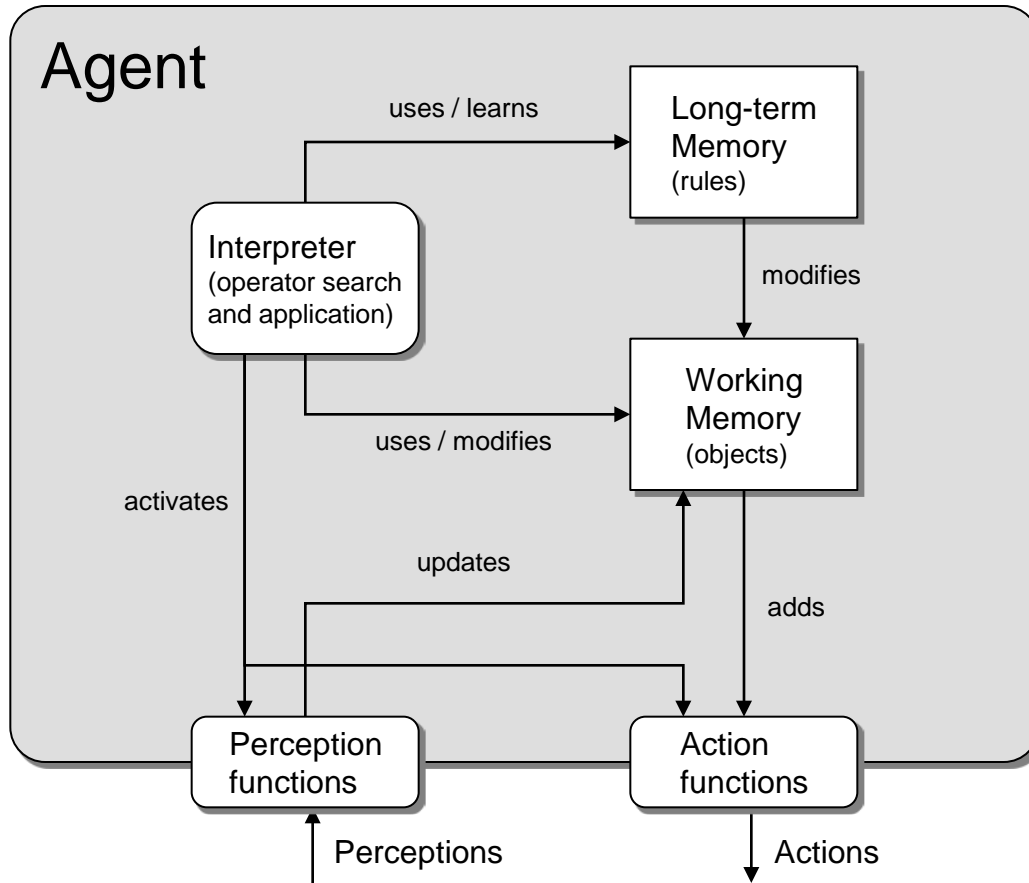 Agent
uses / learns
Long-term
Memory
(rules)
Interpreter
(operator search
and application)
modifies
Working
Memory
(objects)
uses / modifies
activates
updates
adds
Perception
functions
Action
functions
Perceptions
Actions